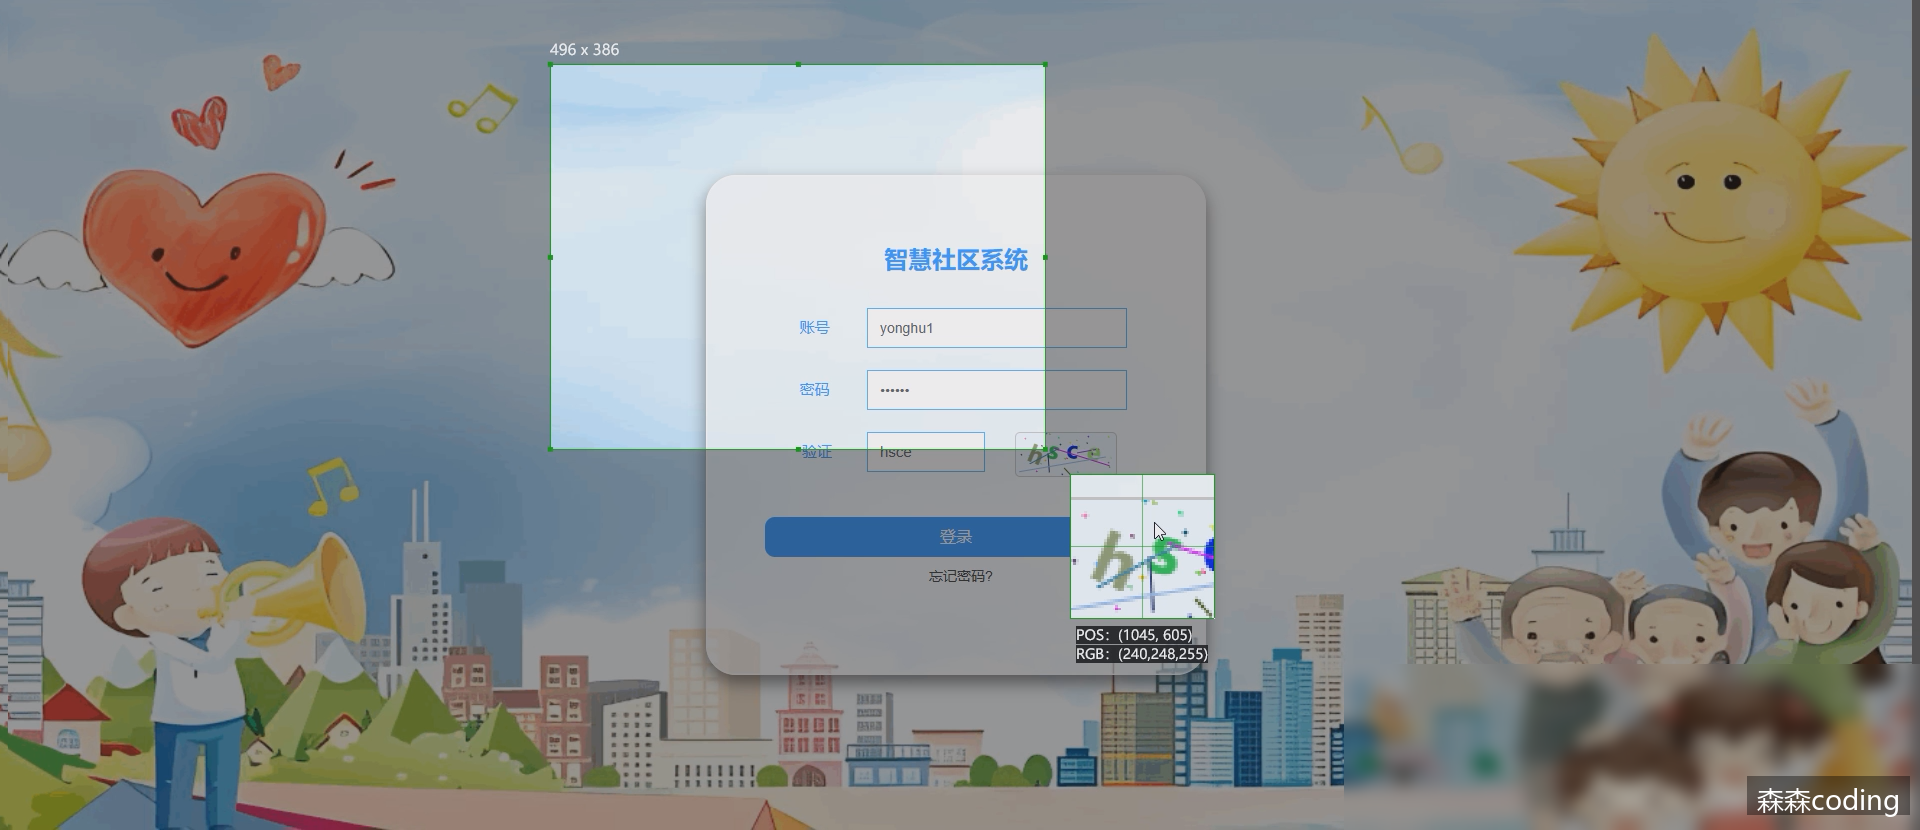 496 x 386
智慧社区系统
账号 yonghu1
密码 ••••••
验证 hsce
登录
忘记密码?
POS: (1045, 605)
RGB: (240,248,255)
森森coding